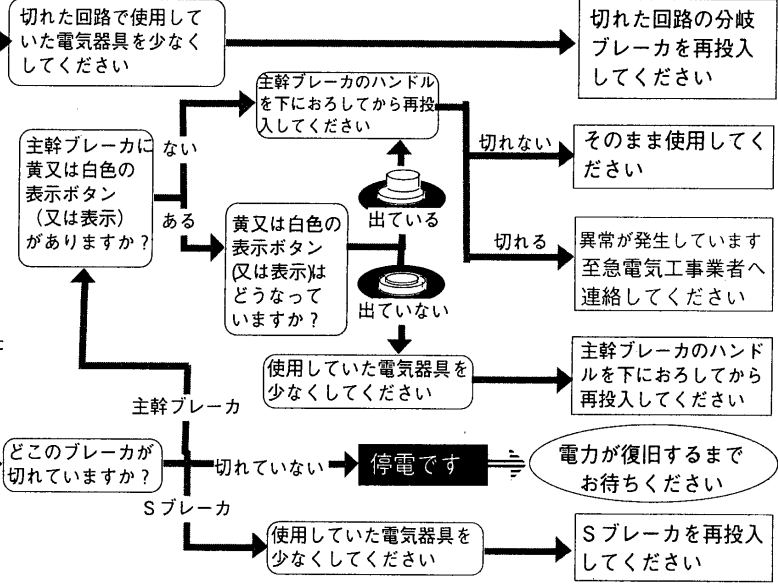 切れた回路で使用して
いた電気器具を少なく
してください
切れた回路の分岐
ブレーカを再投入
してください
主幹ブレーカのハンドル
を下におろしてから再投
入してください
切れない
そのまま使用してく
ださい
主幹ブレーカに
黄又は白色の
表示ボタン
（又は表示）
がありますか？
ない
ある
黄又は白色の
表示ボタン
(又は表示)は
どうなって
いますか？
出ている
出ていない
切れる
異常が発生しています
至急電気工事業者へ
連絡してください
使用していた電気器具を
少なくしてください
主幹ブレーカのハンド
ルを下におろしてから
再投入してください
主幹ブレーカ
どこのブレーカが
切れていますか？
切れていない
停電です
電力が復旧するまで
お待ちください
Ｓブレーカ
使用していた電気器具を
少なくしてください
Ｓブレーカを再投入
してください